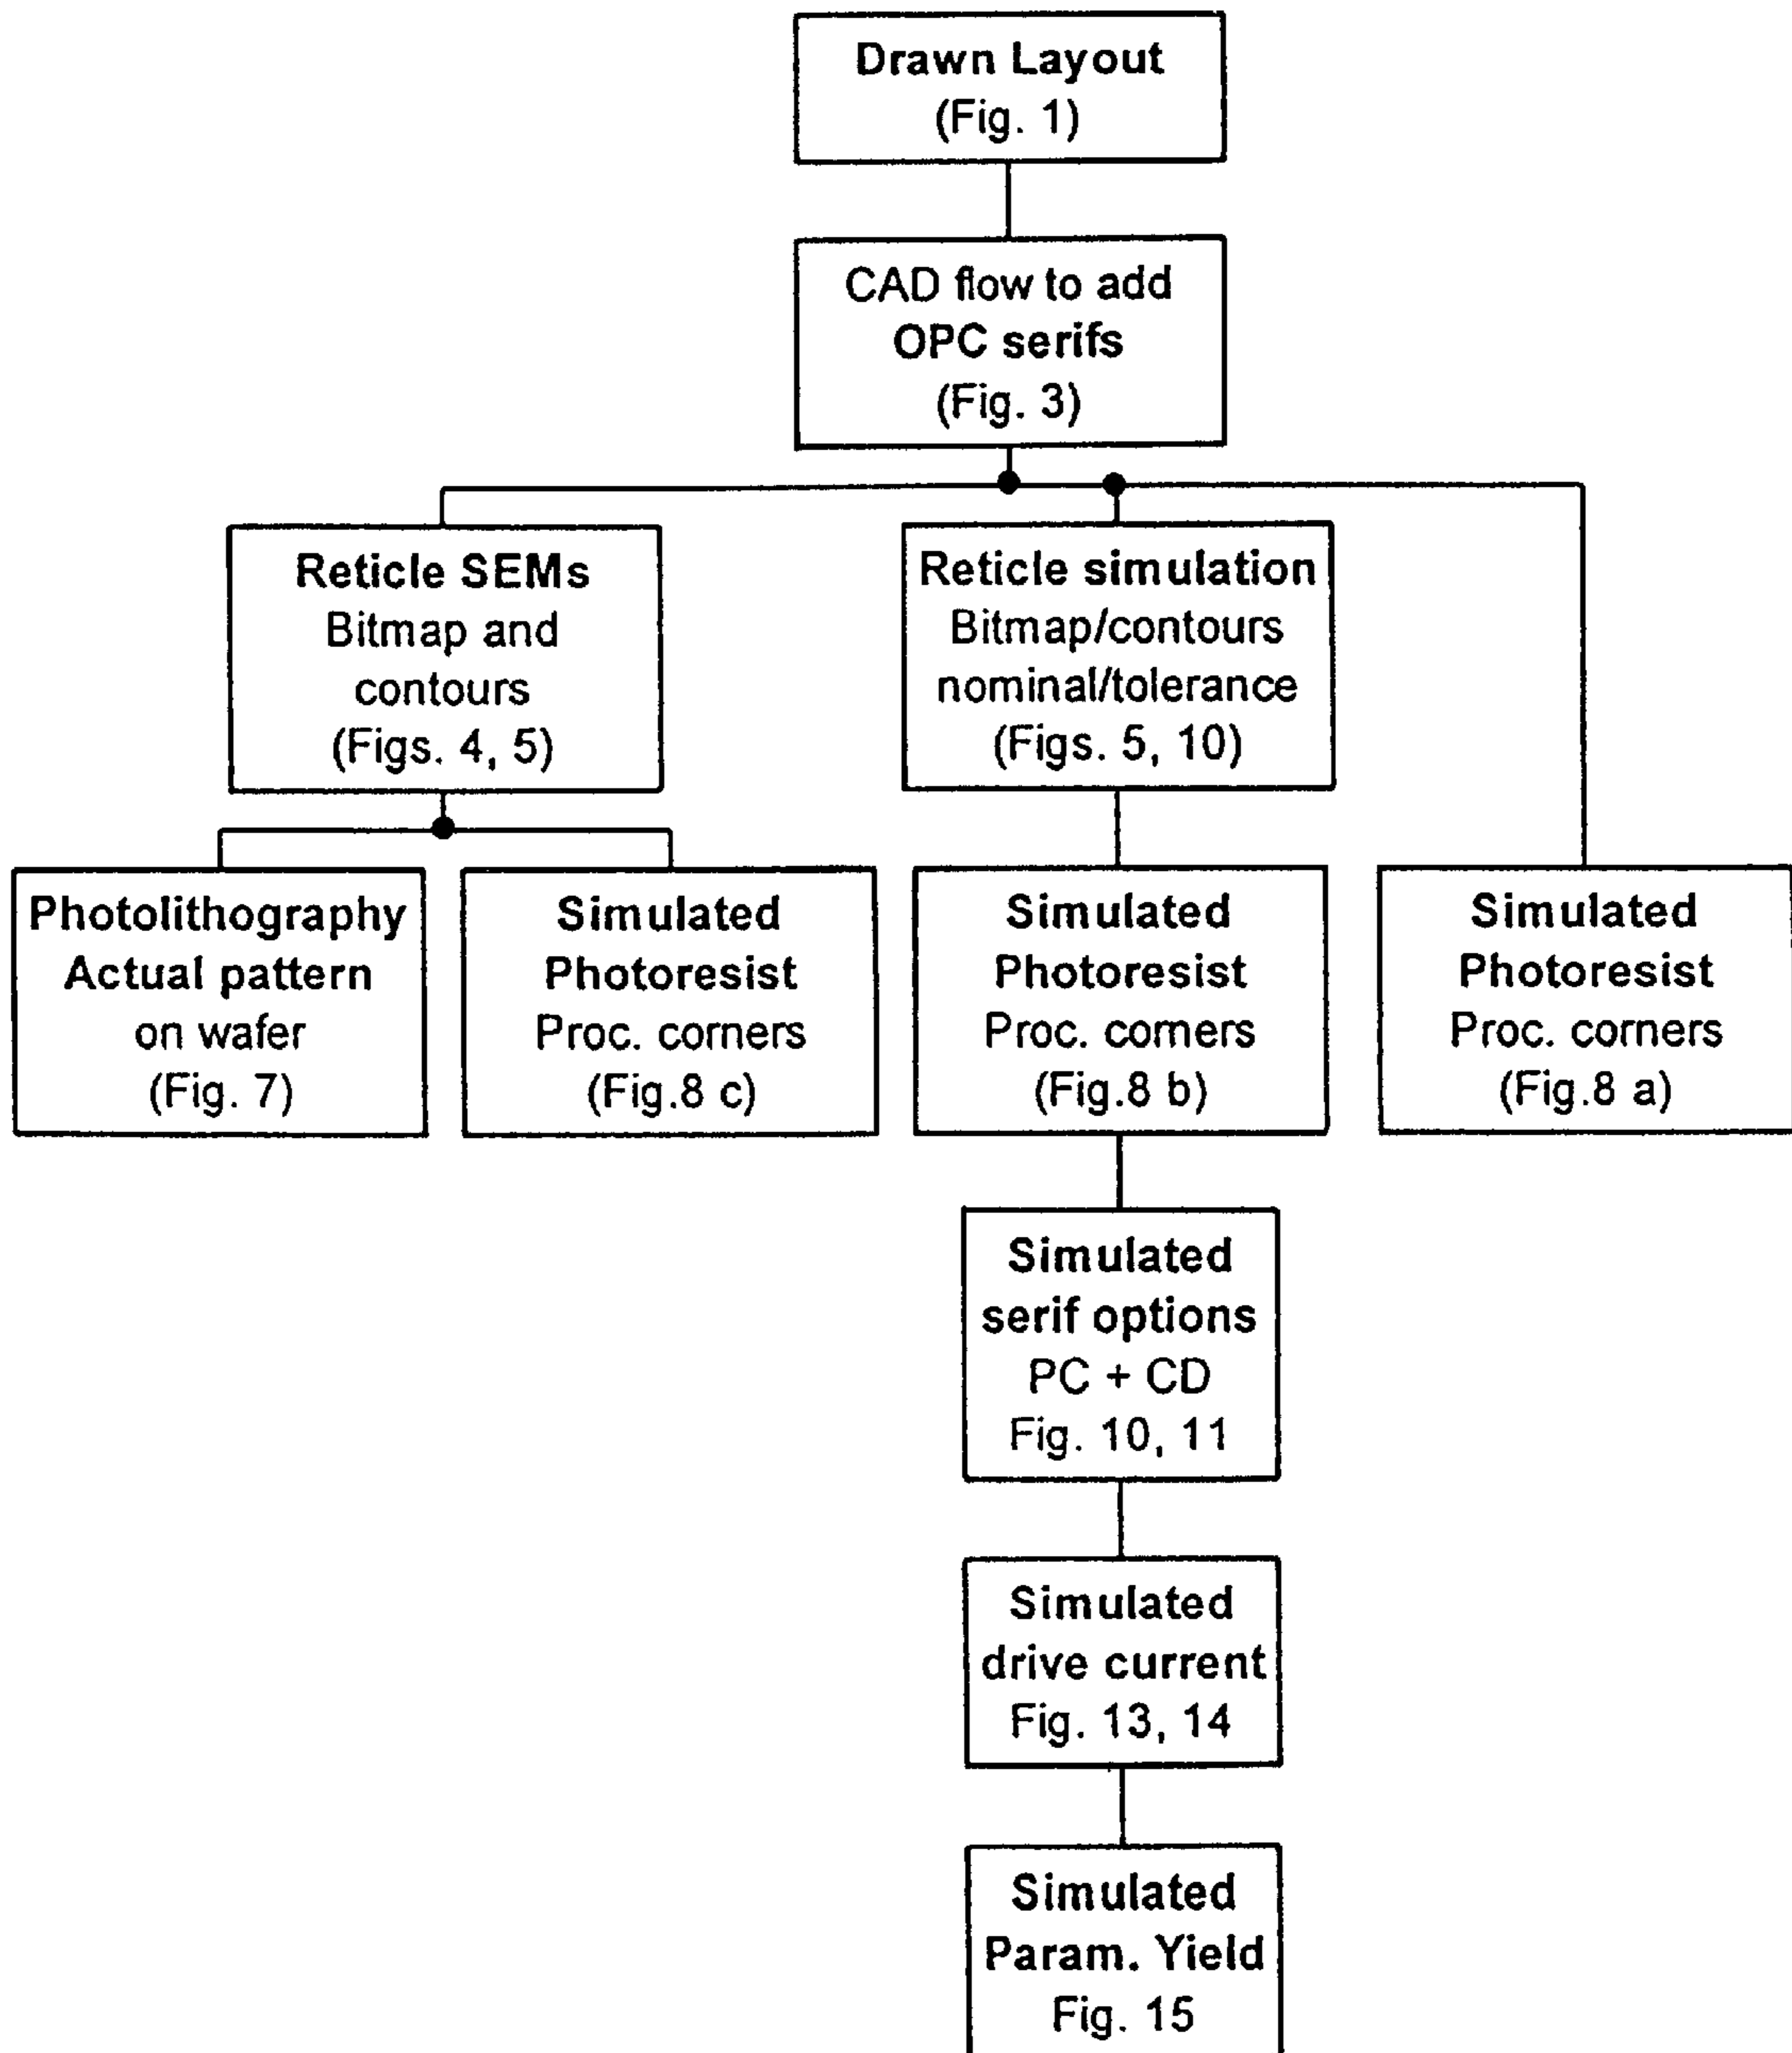 Drawn Layout
(Fig. 1)
CAD flow to add
OPC serifs
(Fig. 3)
Reticle SEMs
Bitmap and
contours
(Figs. 4, 5)
Reticle simulation
Bitmap/contours
nominal/tolerance
(Figs. 5, 10)
Photolithography
Actual pattern
on wafer
(Fig. 7)
Simulated
Photoresist
Proc. corners
(Fig.8 c)
Simulated
Photoresist
Proc. corners
(Fig.8 b)
Simulated
Photoresist
Proc. corners
(Fig.8 a)
Simulated
serif options
PC + CD
Fig. 10, 11
Simulated
drive current
Fig. 13, 14
Simulated
Param. Yield
Fig. 15